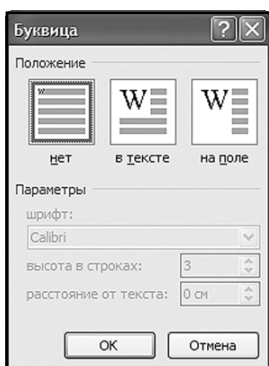 Буквица
Положение
W W W
нет в тексте на поле
Параметры
шрифт:
Calibri
высота в строках: 3
расстояние от текста: 0 см
ОК Отмена